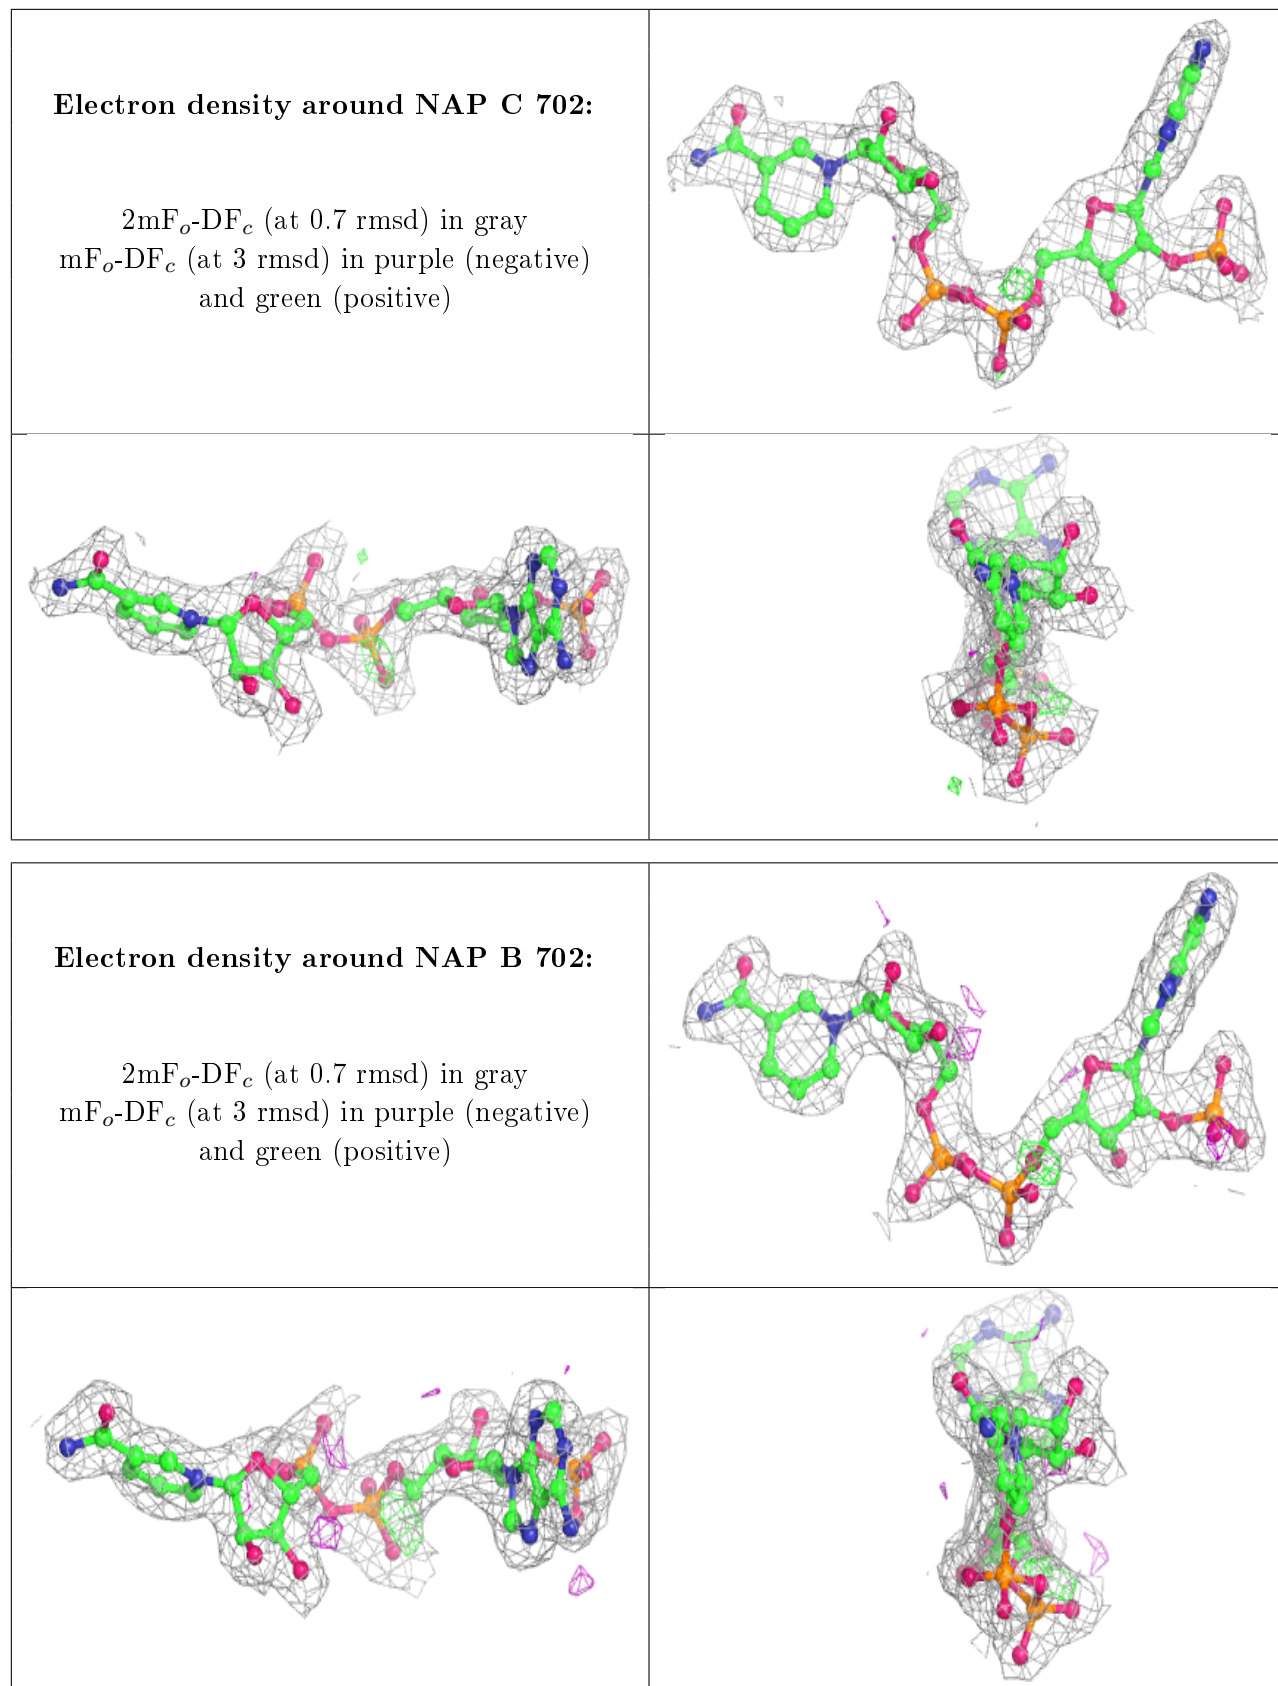 Electron density around NAP C 702:
2mFo-DFc (at 0.7 rmsd) in gray
mFo-DFc (at 3 rmsd) in purple (negative)
and green (positive)
Electron density around NAP B 702:
2mFo-DFc (at 0.7 rmsd) in gray
mFo-DFc (at 3 rmsd) in purple (negative)
and green (positive)